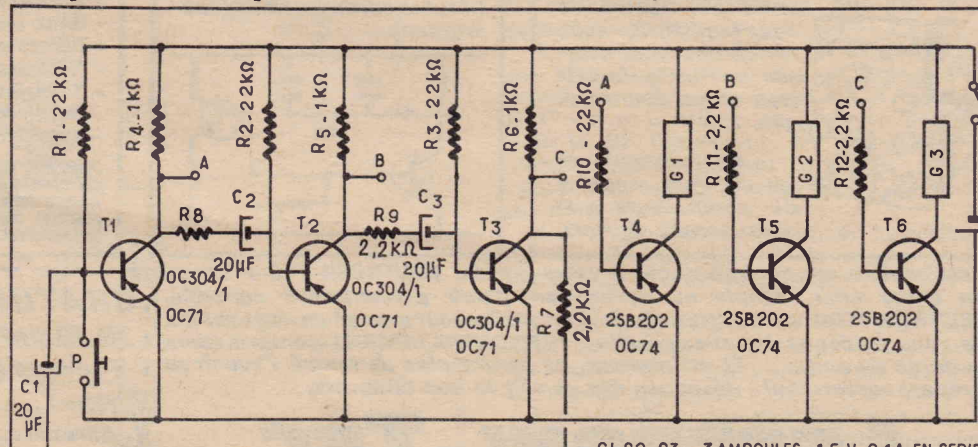 R1-22KΩ
R4-1KΩ
R2-22KΩ
R5-1KΩ
R3-22KΩ
R6-1KΩ
R10-2,2KΩ
R11-2,2KΩ
R12-2,2KΩ
A
B
C
A
B
C
G1
G2
G3
T1
R8
C2
20µF
OC304/1
OC71
T2
R9
2,2KΩ
C3
20µF
OC304/1
OC71
T3
OC304/1
OC71
R7
2,2KΩ
T4
2SB202
OC74
T5
2SB202
OC74
T6
2SB202
OC74
P
C1
20
µF